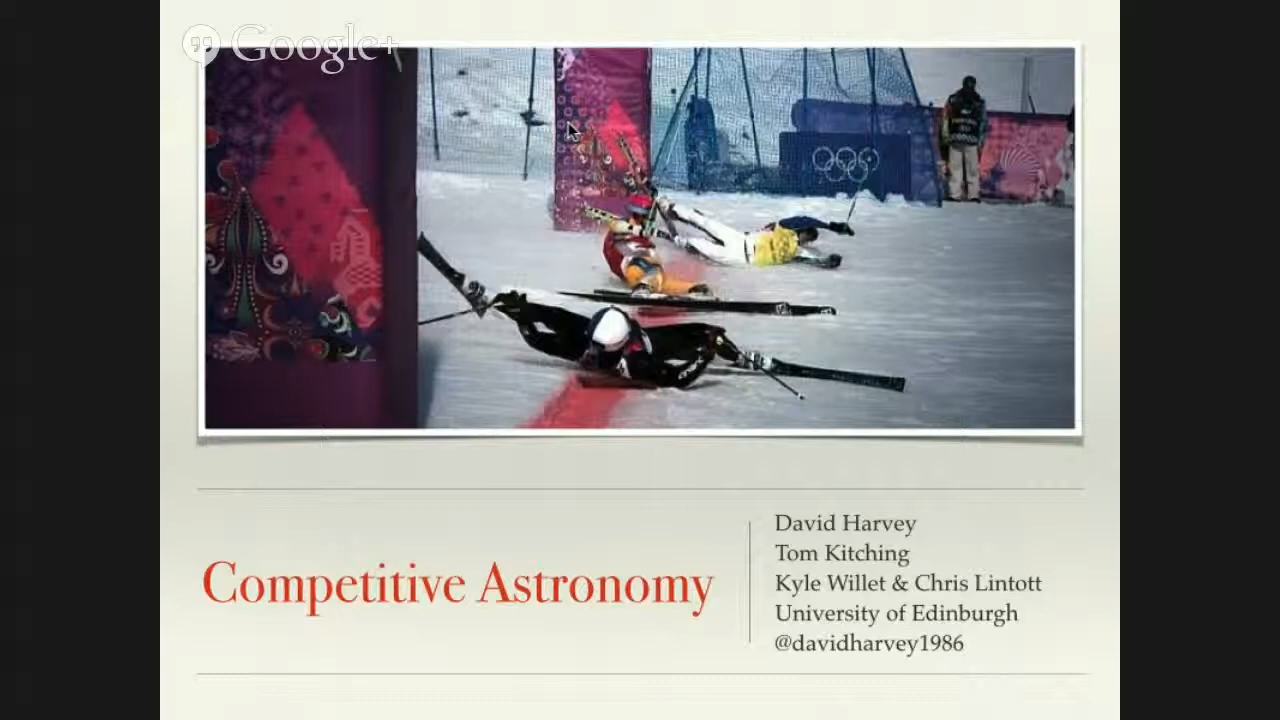 Google+
Competitive Astronomy
David Harvey
Tom Kitching
Kyle Willet & Chris Lintott
University of Edinburgh
@davidharvey1986